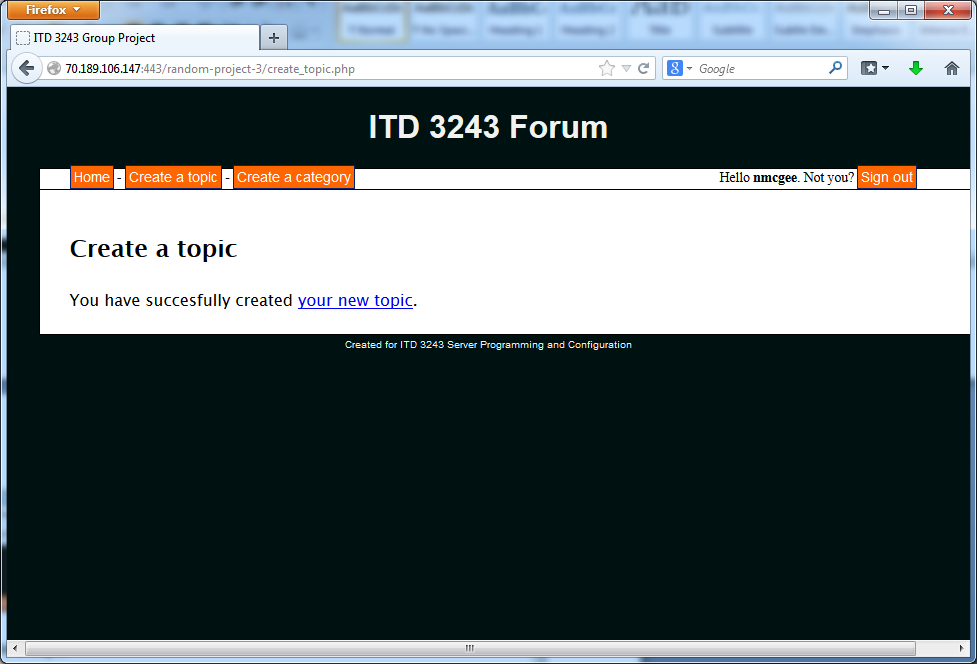 Firefox
ITD 3243 Group Project
70.189.106.147:443/random-project-3/create_topic.php
Google
ITD 3243 Forum
Home - Create a topic - Create a category Hello nmcgee. Not you? Sign out
Create a topic
You have succesfully created your new topic.
Created for ITD 3243 Server Programming and Configuration